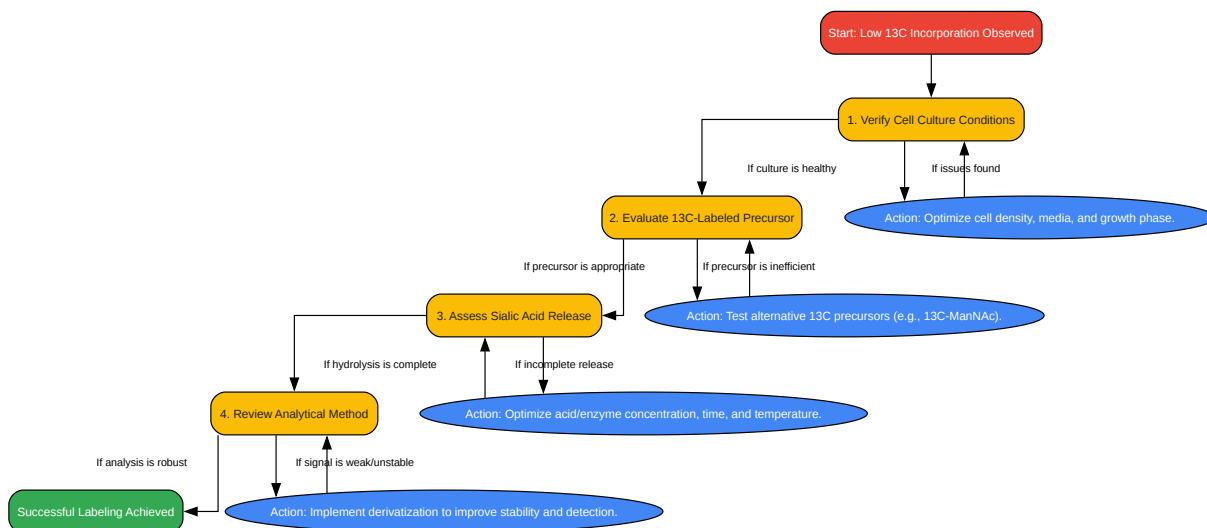 Start: Low 13C Incorporation Observed
1. Verify Cell Culture Conditions
If culture is healthy
If issues found
2. Evaluate 13C-Labeled Precursor
Action: Optimize cell density, media, and growth phase.
If precursor is appropriate
If precursor is inefficient
3. Assess Sialic Acid Release
Action: Test alternative 13C precursors (e.g., 13C-ManNAc).
If hydrolysis is complete
If incomplete release
4. Review Analytical Method
Action: Optimize acid/enzyme concentration, time, and temperature.
If analysis is robust
If signal is weak/unstable
Successful Labeling Achieved
Action: Implement derivatization to improve stability and detection.